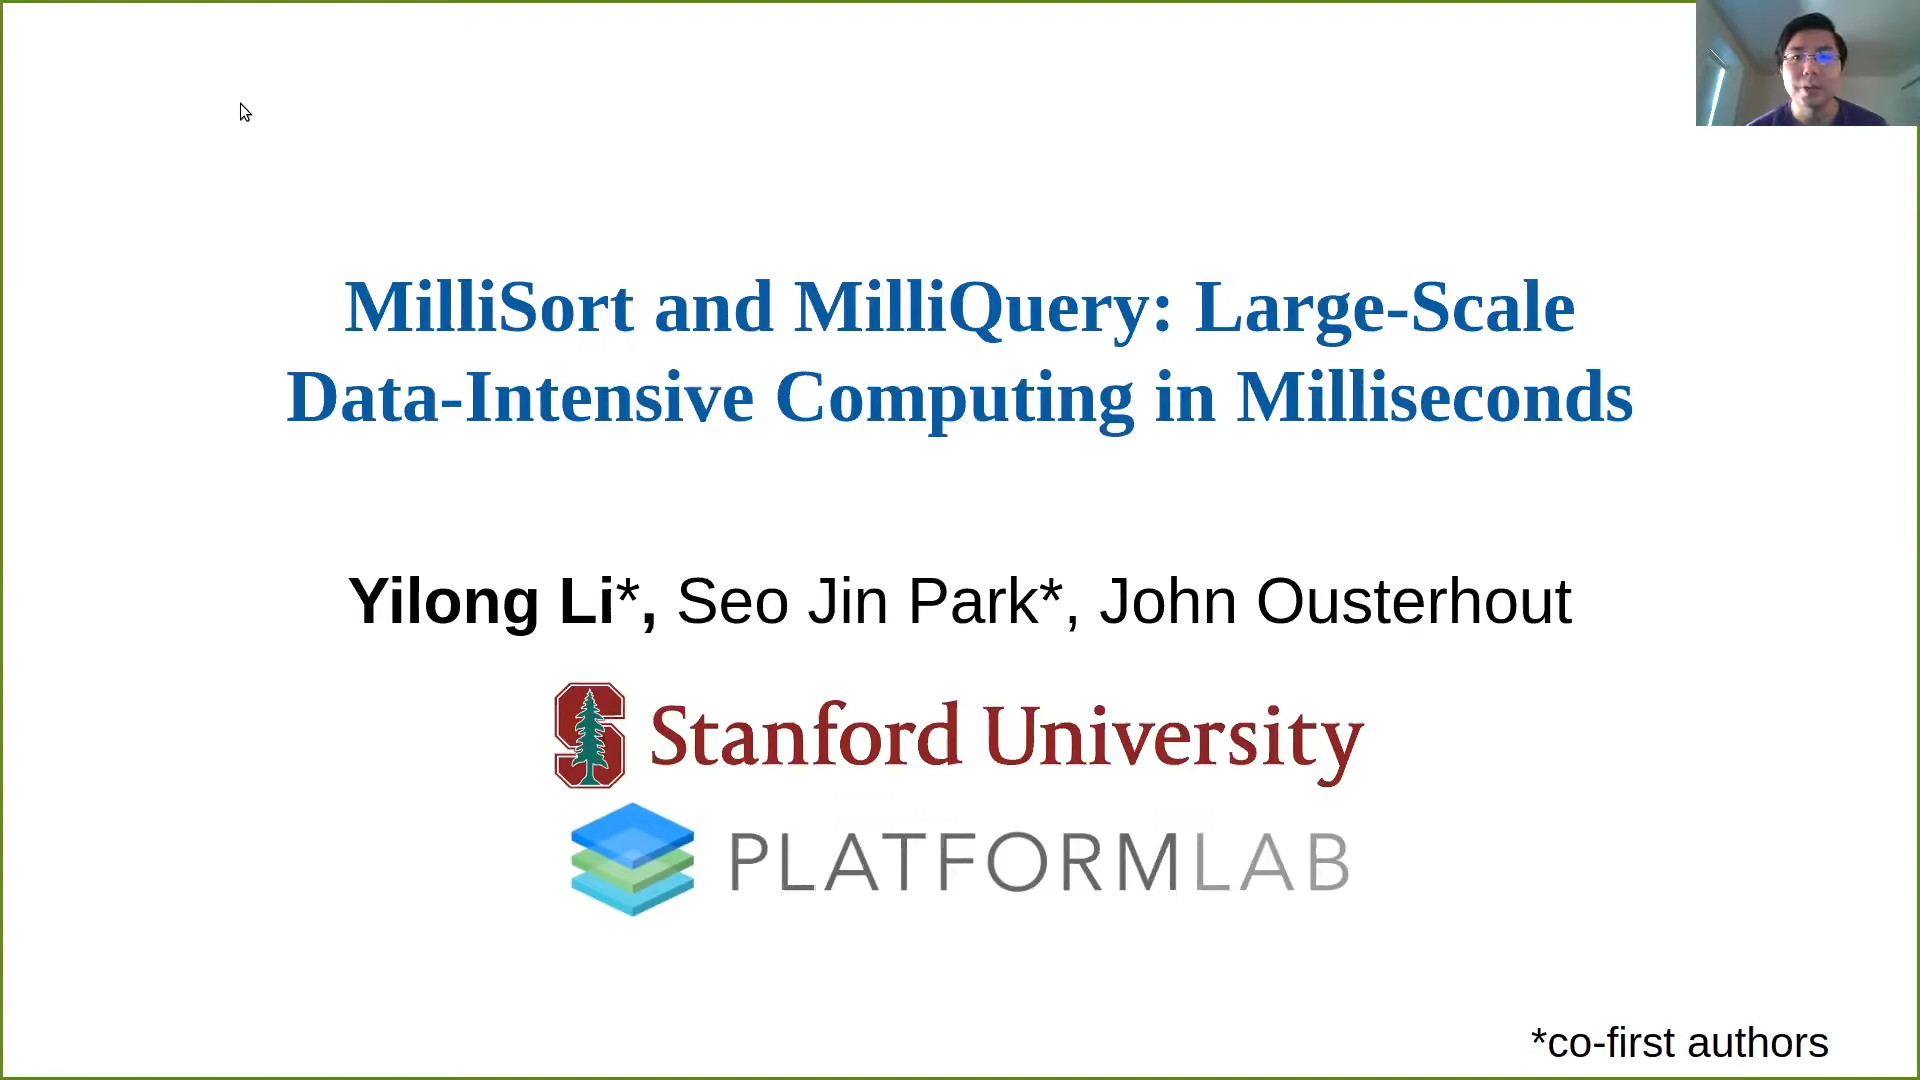 MilliSort and MilliQuery: Large-Scale
Data-Intensive Computing in Milliseconds
Yilong Li*, Seo Jin Park*, John Ousterhout
Stanford University
PLATFORMLAB
*co-first authors